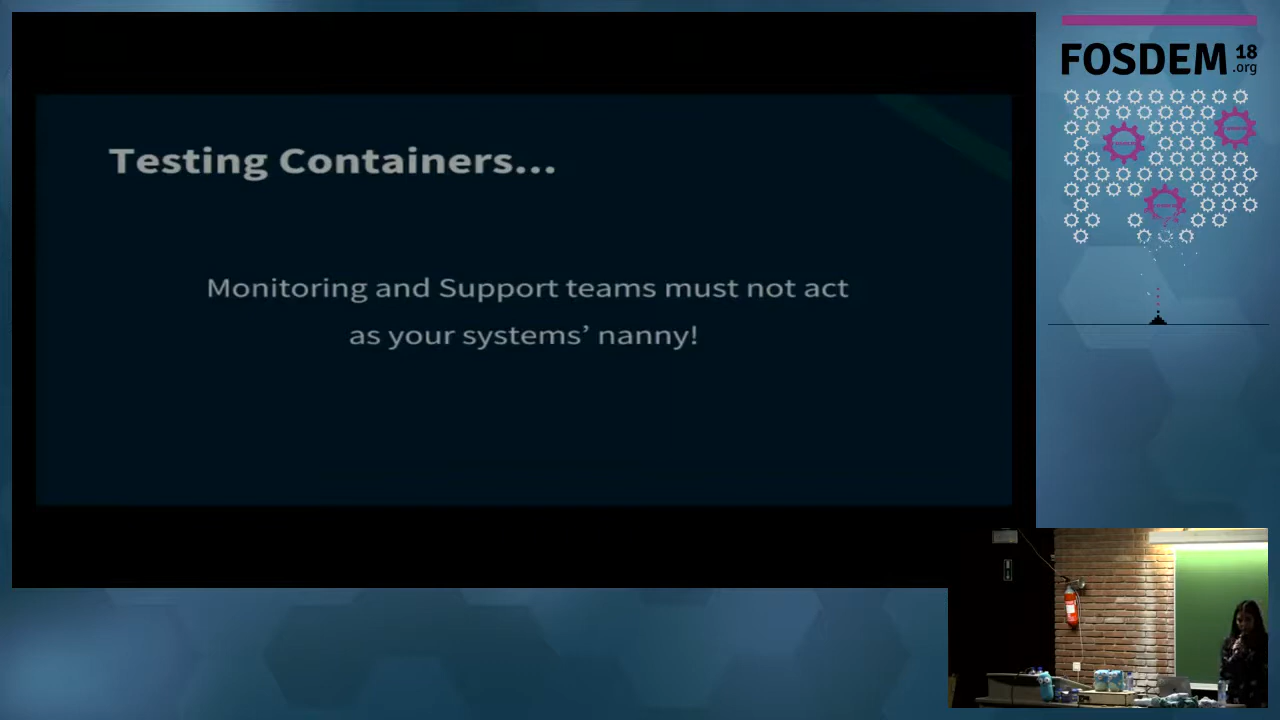 Testing Containers...
Monitoring and Support teams must not act
as your systems’ nanny!
FOSDEM 18
.org